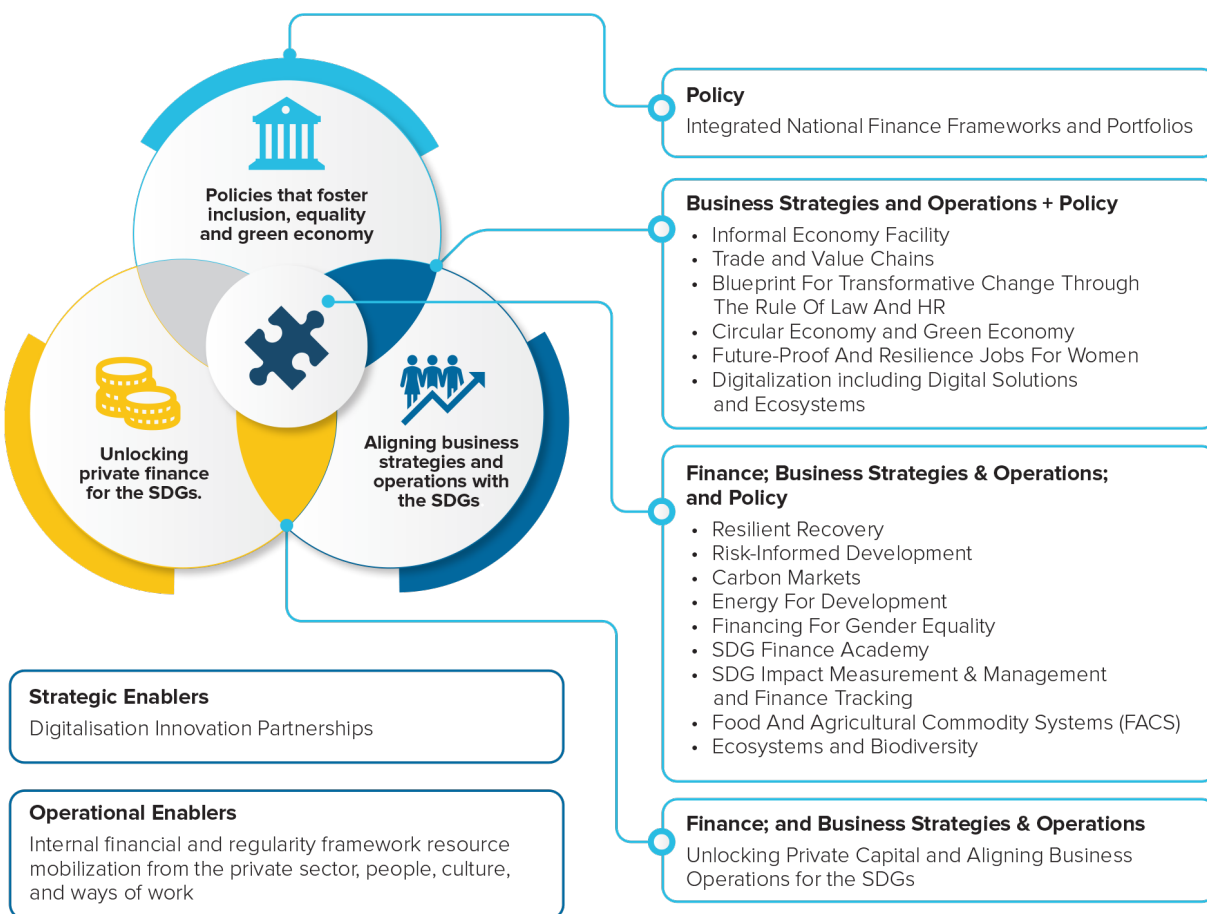 Policies that foster
inclusion, equality
and green economy
Unlocking
private finance
for the SDGs.
Aligning business
strategies and
operations with
the SDGs
Policy
Integrated National Finance Frameworks and Portfolios
Business Strategies and Operations + Policy
• Informal Economy Facility
• Trade and Value Chains
• Blueprint For Transformative Change Through
The Rule Of Law And HR
• Circular Economy and Green Economy
• Future-Proof And Resilience Jobs For Women
• Digitalization including Digital Solutions
and Ecosystems
Finance; Business Strategies & Operations;
and Policy
• Resilient Recovery
• Risk-Informed Development
• Carbon Markets
• Energy For Development
• Financing For Gender Equality
• SDG Finance Academy
• SDG Impact Measurement & Management
and Finance Tracking
• Food And Agricultural Commodity Systems (FACS)
• Ecosystems and Biodiversity
Finance; and Business Strategies & Operations
Unlocking Private Capital and Aligning Business
Operations for the SDGs
Strategic Enablers
Digitalisation Innovation Partnerships
Operational Enablers
Internal financial and regularity framework resource
mobilization from the private sector, people, culture,
and ways of work